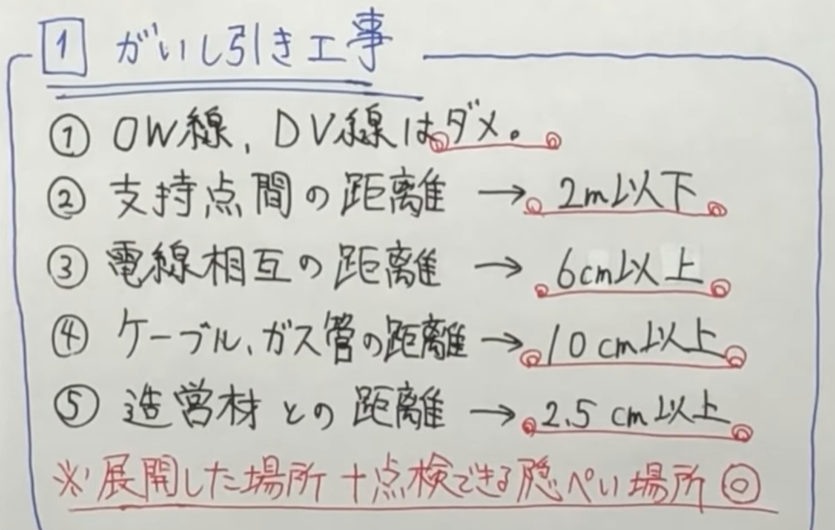 1 がいし引き工事
① OW線、DV線はダメ。
② 支持点間の距離 → 2m以下
③ 電線相互の距離 → 6cm以上
④ ケーブル、ガス管の距離 → 10cm以上
⑤ 造営材との距離 → 2.5cm以上
※展開した場所+点検できる隠ぺい場所◎